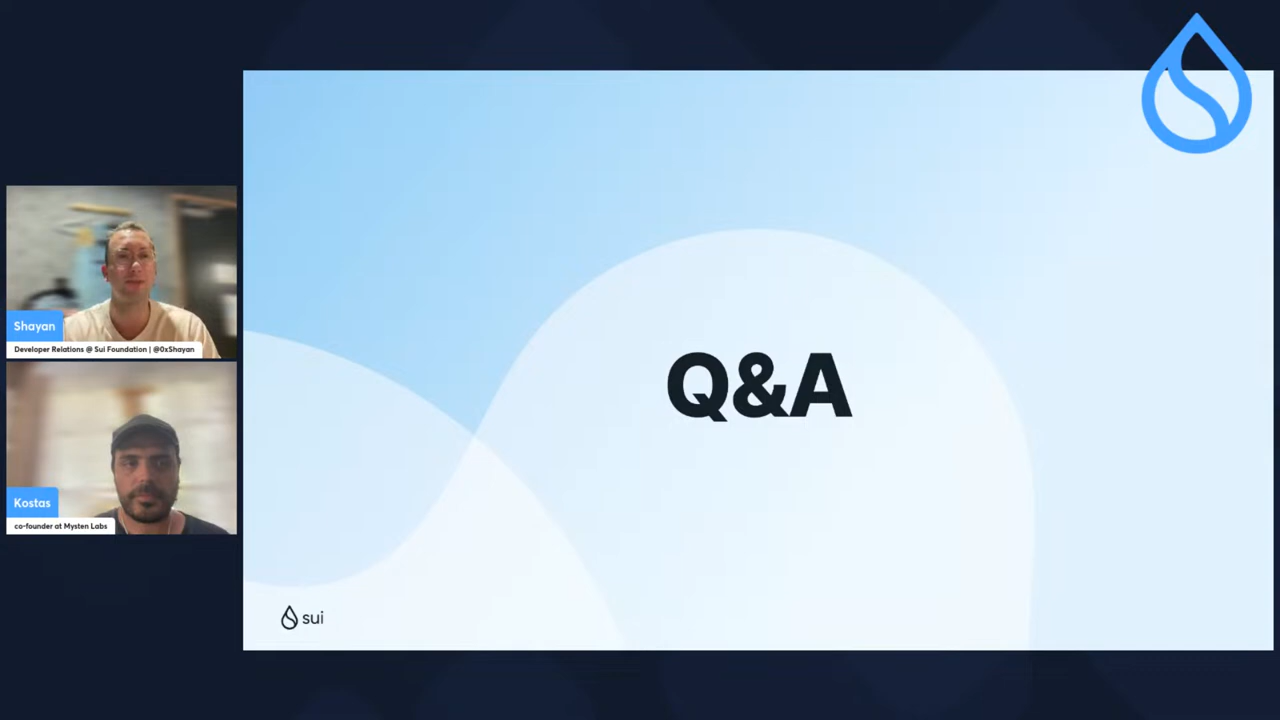 Shayan
Developer Relations @ Sui Foundation | @0xShayan
Kostas
co-founder at Mysten Labs
Q&A
sui